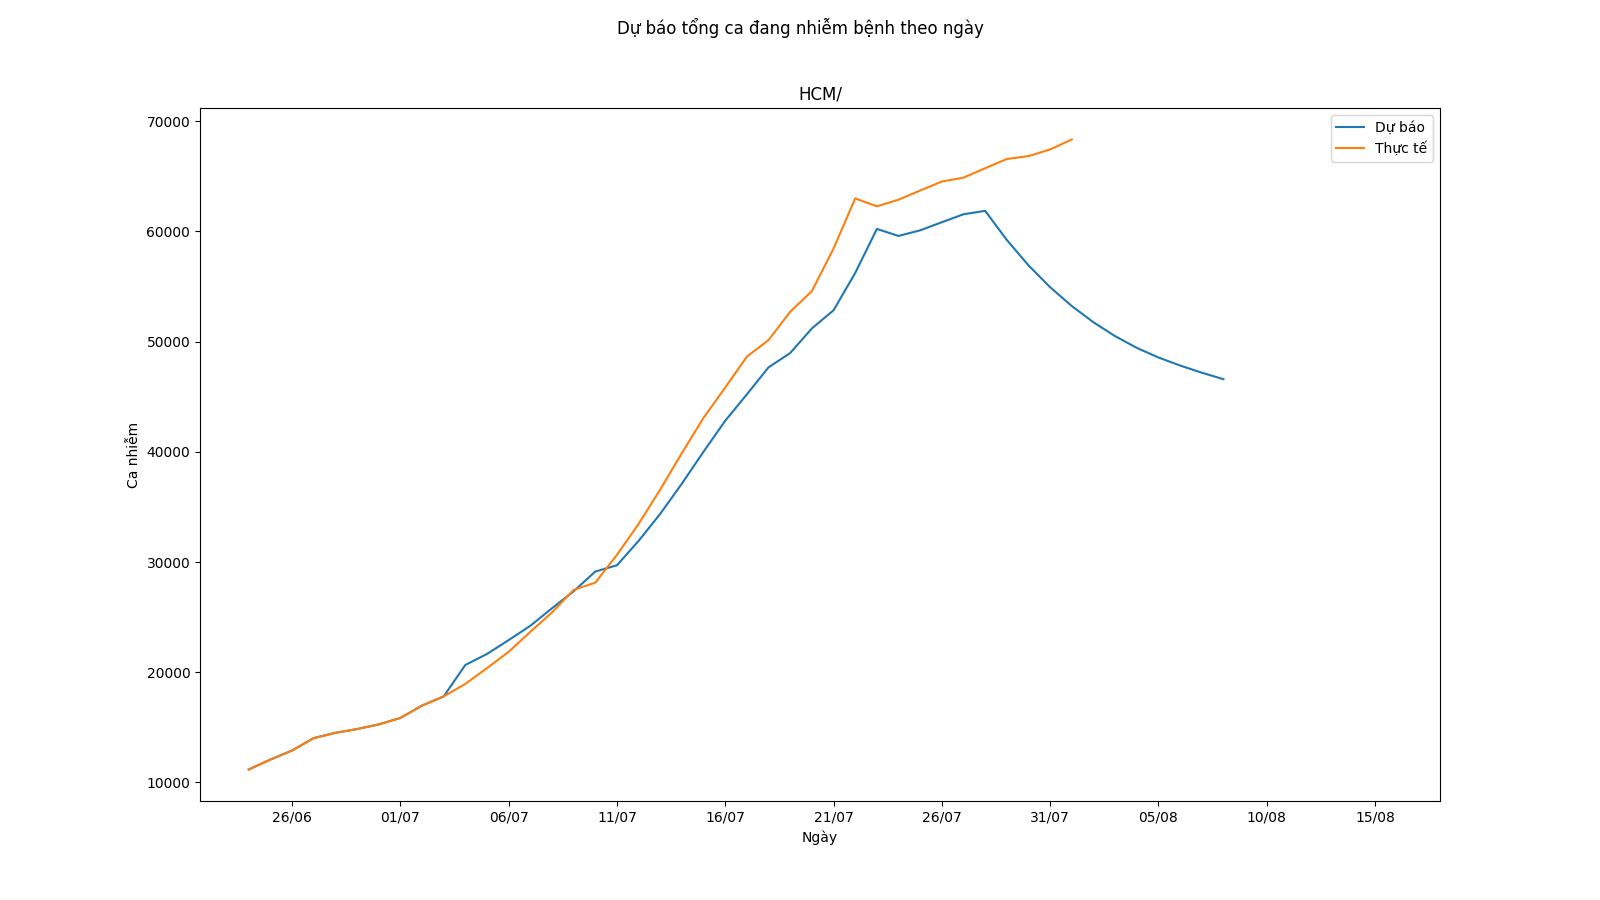 Dự báo tổng ca đang nhiễm bệnh theo ngày
HCM/
70000
60000
50000
40000
30000
20000
10000
Ca nhiễm
Dự báo
Thực tế
26/06 01/07 06/07 11/07 16/07 21/07 26/07 31/07 05/08 10/08 15/08
Ngày